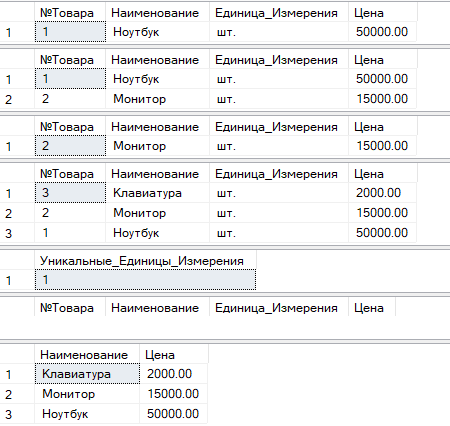 №Товара Наименование Единица_Измерения Цена
1 1 Ноутбук шт. 50000.00
№Товара Наименование Единица_Измерения Цена
1 1 Ноутбук шт. 50000.00
2 2 Монитор шт. 15000.00
№Товара Наименование Единица_Измерения Цена
1 2 Монитор шт. 15000.00
№Товара Наименование Единица_Измерения Цена
1 3 Клавиатура шт. 2000.00
2 2 Монитор шт. 15000.00
3 1 Ноутбук шт. 50000.00
Уникальные_Единицы_Измерения
1 1
№Товара Наименование Единица_Измерения Цена
Наименование Цена
1 Клавиатура 2000.00
2 Монитор 15000.00
3 Ноутбук 50000.00